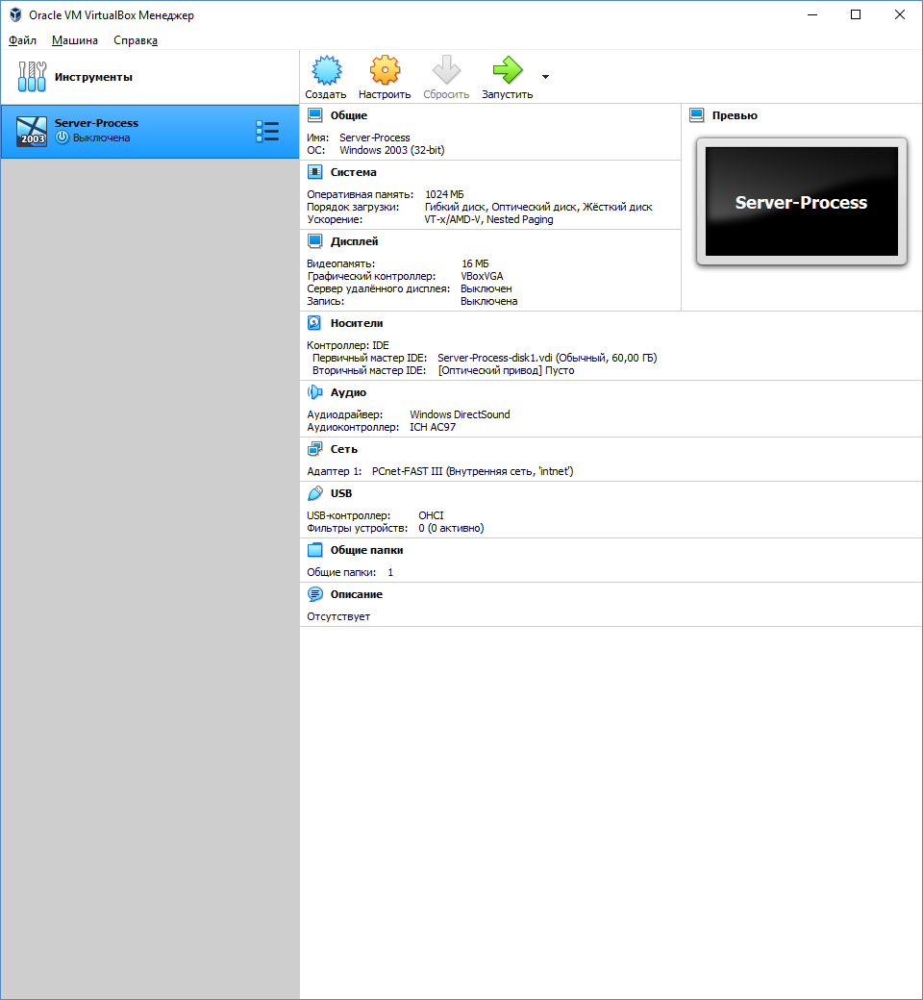 Oracle VM VirtualBox Менеджер
Файл Машина Справка
Инструменты
Server-Process
Выключена
2003
Создать Настроить Сбросить Запустить
Общие
Имя: Server-Process
ОС: Windows 2003 (32-bit)
Система
Оперативная память: 1024 МБ
Порядок загрузки: Гибкий диск, Оптический диск, Жёсткий диск
Ускорение: VT-x/AMD-V, Nested Paging
Дисплей
Видеопамять: 16 МБ
Графический контроллер: VBoxVGA
Сервер удалённого дисплея: Выключен
Запись: Выключена
Превью
Server-Process
Носители
Контроллер: IDE
Первичный мастер IDE: Server-Process-disk1.vdi (Обычный, 60,00 ГБ)
Вторичный мастер IDE: [Оптический привод] Пусто
Аудио
Аудиодрайвер: Windows DirectSound
Аудиоконтроллер: ICH AC97
Сеть
Адаптер 1: PCnet-FAST III (Внутренняя сеть, 'intnet')
USB
USB-контроллер: OHCI
Фильтры устройств: 0 (0 активно)
Общие папки
Общие папки: 1
Описание
Отсутствует